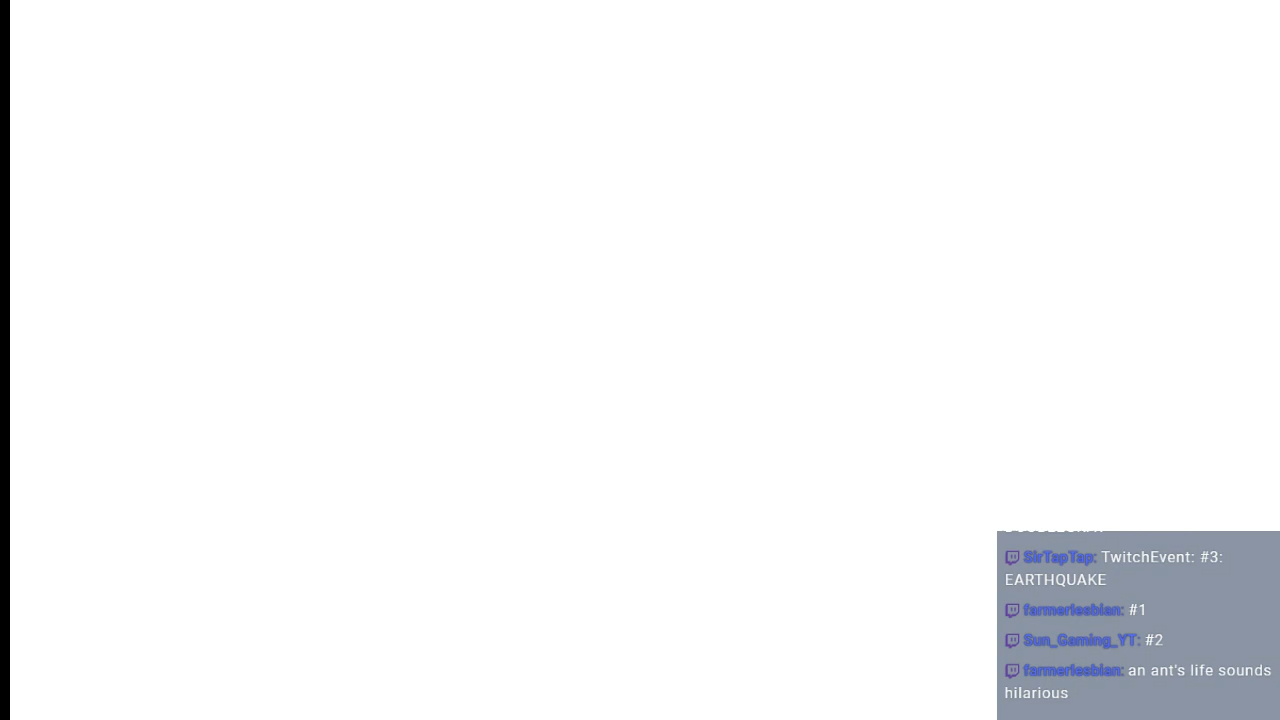 SirTapTap: TwitchEvent: #3:
EARTHQUAKE
farmerlesbian: #1
Sun_Gaming_YT: #2
farmerlesbian: an ant's life sounds
hilarious